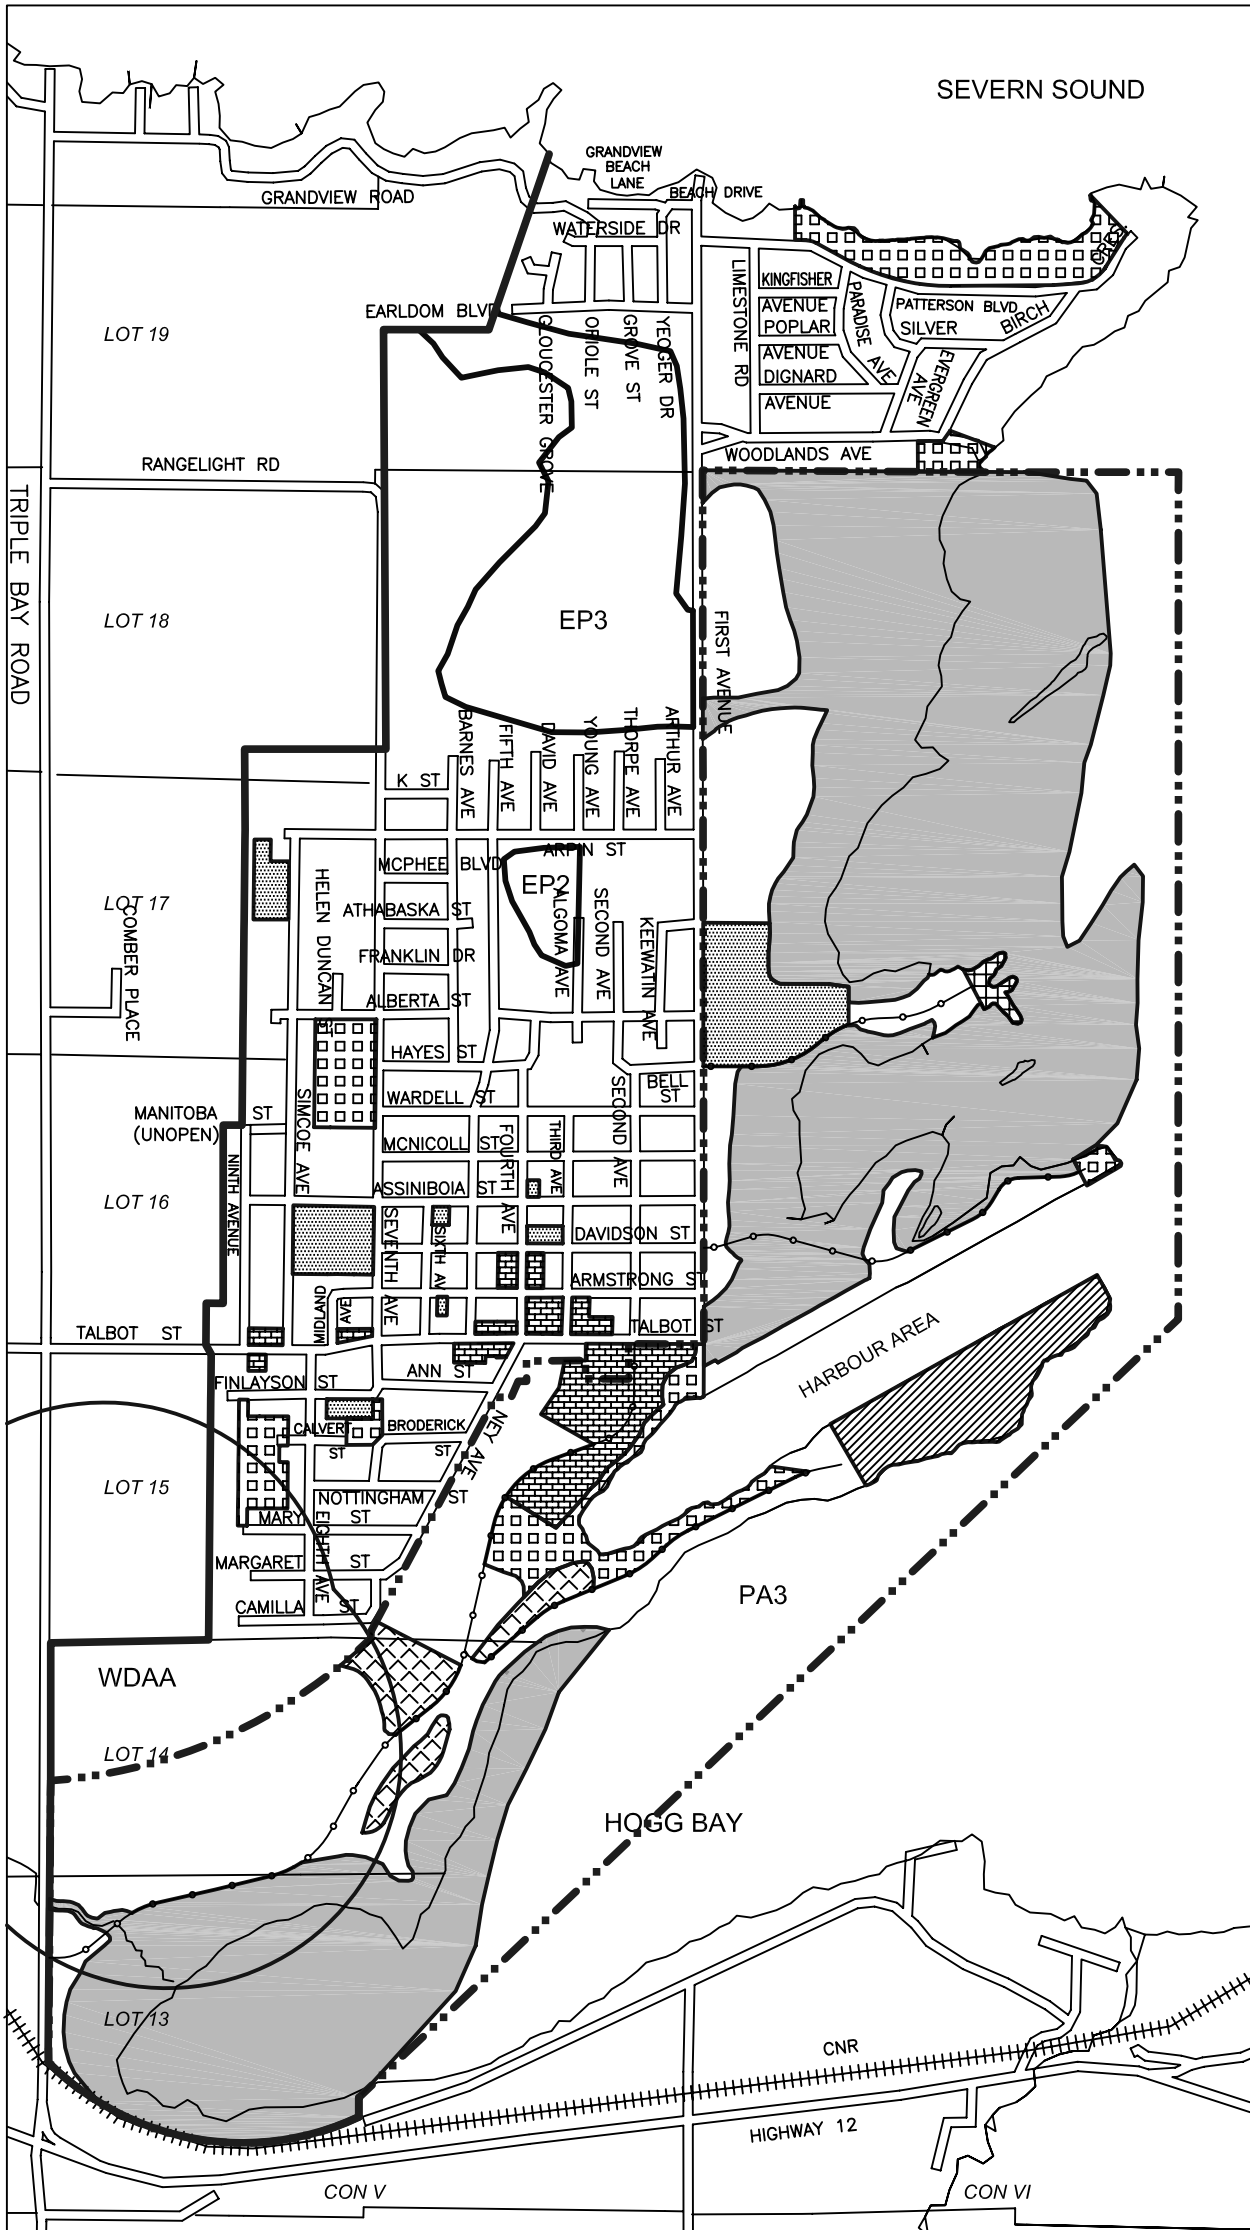 SEVERN SOUND
GRANDVIEW
BEACH
LANE
BEACH DRIVE
GRANDVIEW ROAD
WATERSIDE DR
CREST
EARLDOM BLVD
LOT 19
GLOUCESTER GROVE
ORIOLE ST
GROVE ST
YEOGER DR
LIMESTONE RD
KINGFISHER
AVENUE
POPLAR
AVENUE
DIGNARD
AVENUE
PARADISE AVE
PATTERSON BLVD
SILVER BIRCH
EVERGREEN
AVE
WOODLANDS AVE
RANGELIGHT RD
TRIPLE BAY ROAD
LOT 18
EP3
FIRST AVENUE
BARNES AVE
FIFTH AVE
DAVID AVE
YOUNG AVE
THORPE AVE
ARTHUR AVE
K ST
ARPIN ST
MCPHEE BLVD
EP2
HELEN DUNCAN ST
LOT 17
COMBER PLACE
ATHABASKA ST
ALGOMA AVE
SECOND AVE
KEEWATIN AVE
FRANKLIN DR
ALBERTA ST
HAYES ST
WARDELL ST
BELL
ST
MANITOBA ST
(UNOPEN)
SIMCOE AVE
MCNICOLL ST
FOURTH AVE
THIRD AVE
SECOND AVE
NINTH AVENUE
LOT 16
ASSINIBOIA ST
SEVENTH AVE
SIXTH AV
DAVIDSON ST
ARMSTRONG ST
MIDLAND
AVE
TALBOT ST
TALBOT ST
HARBOUR AREA
ANN ST
FINLAYSON ST
CALVERT
ST
BRODERICK
ST
NEY AVE
LOT 15
NOTTINGHAM ST
MARY ST
EIGHTH AVE
MARGARET ST
CAMILLA ST
PA3
WDAA
LOT 14
HOGG BAY
LOT 13
CNR
HIGHWAY 12
CON V
CON VI